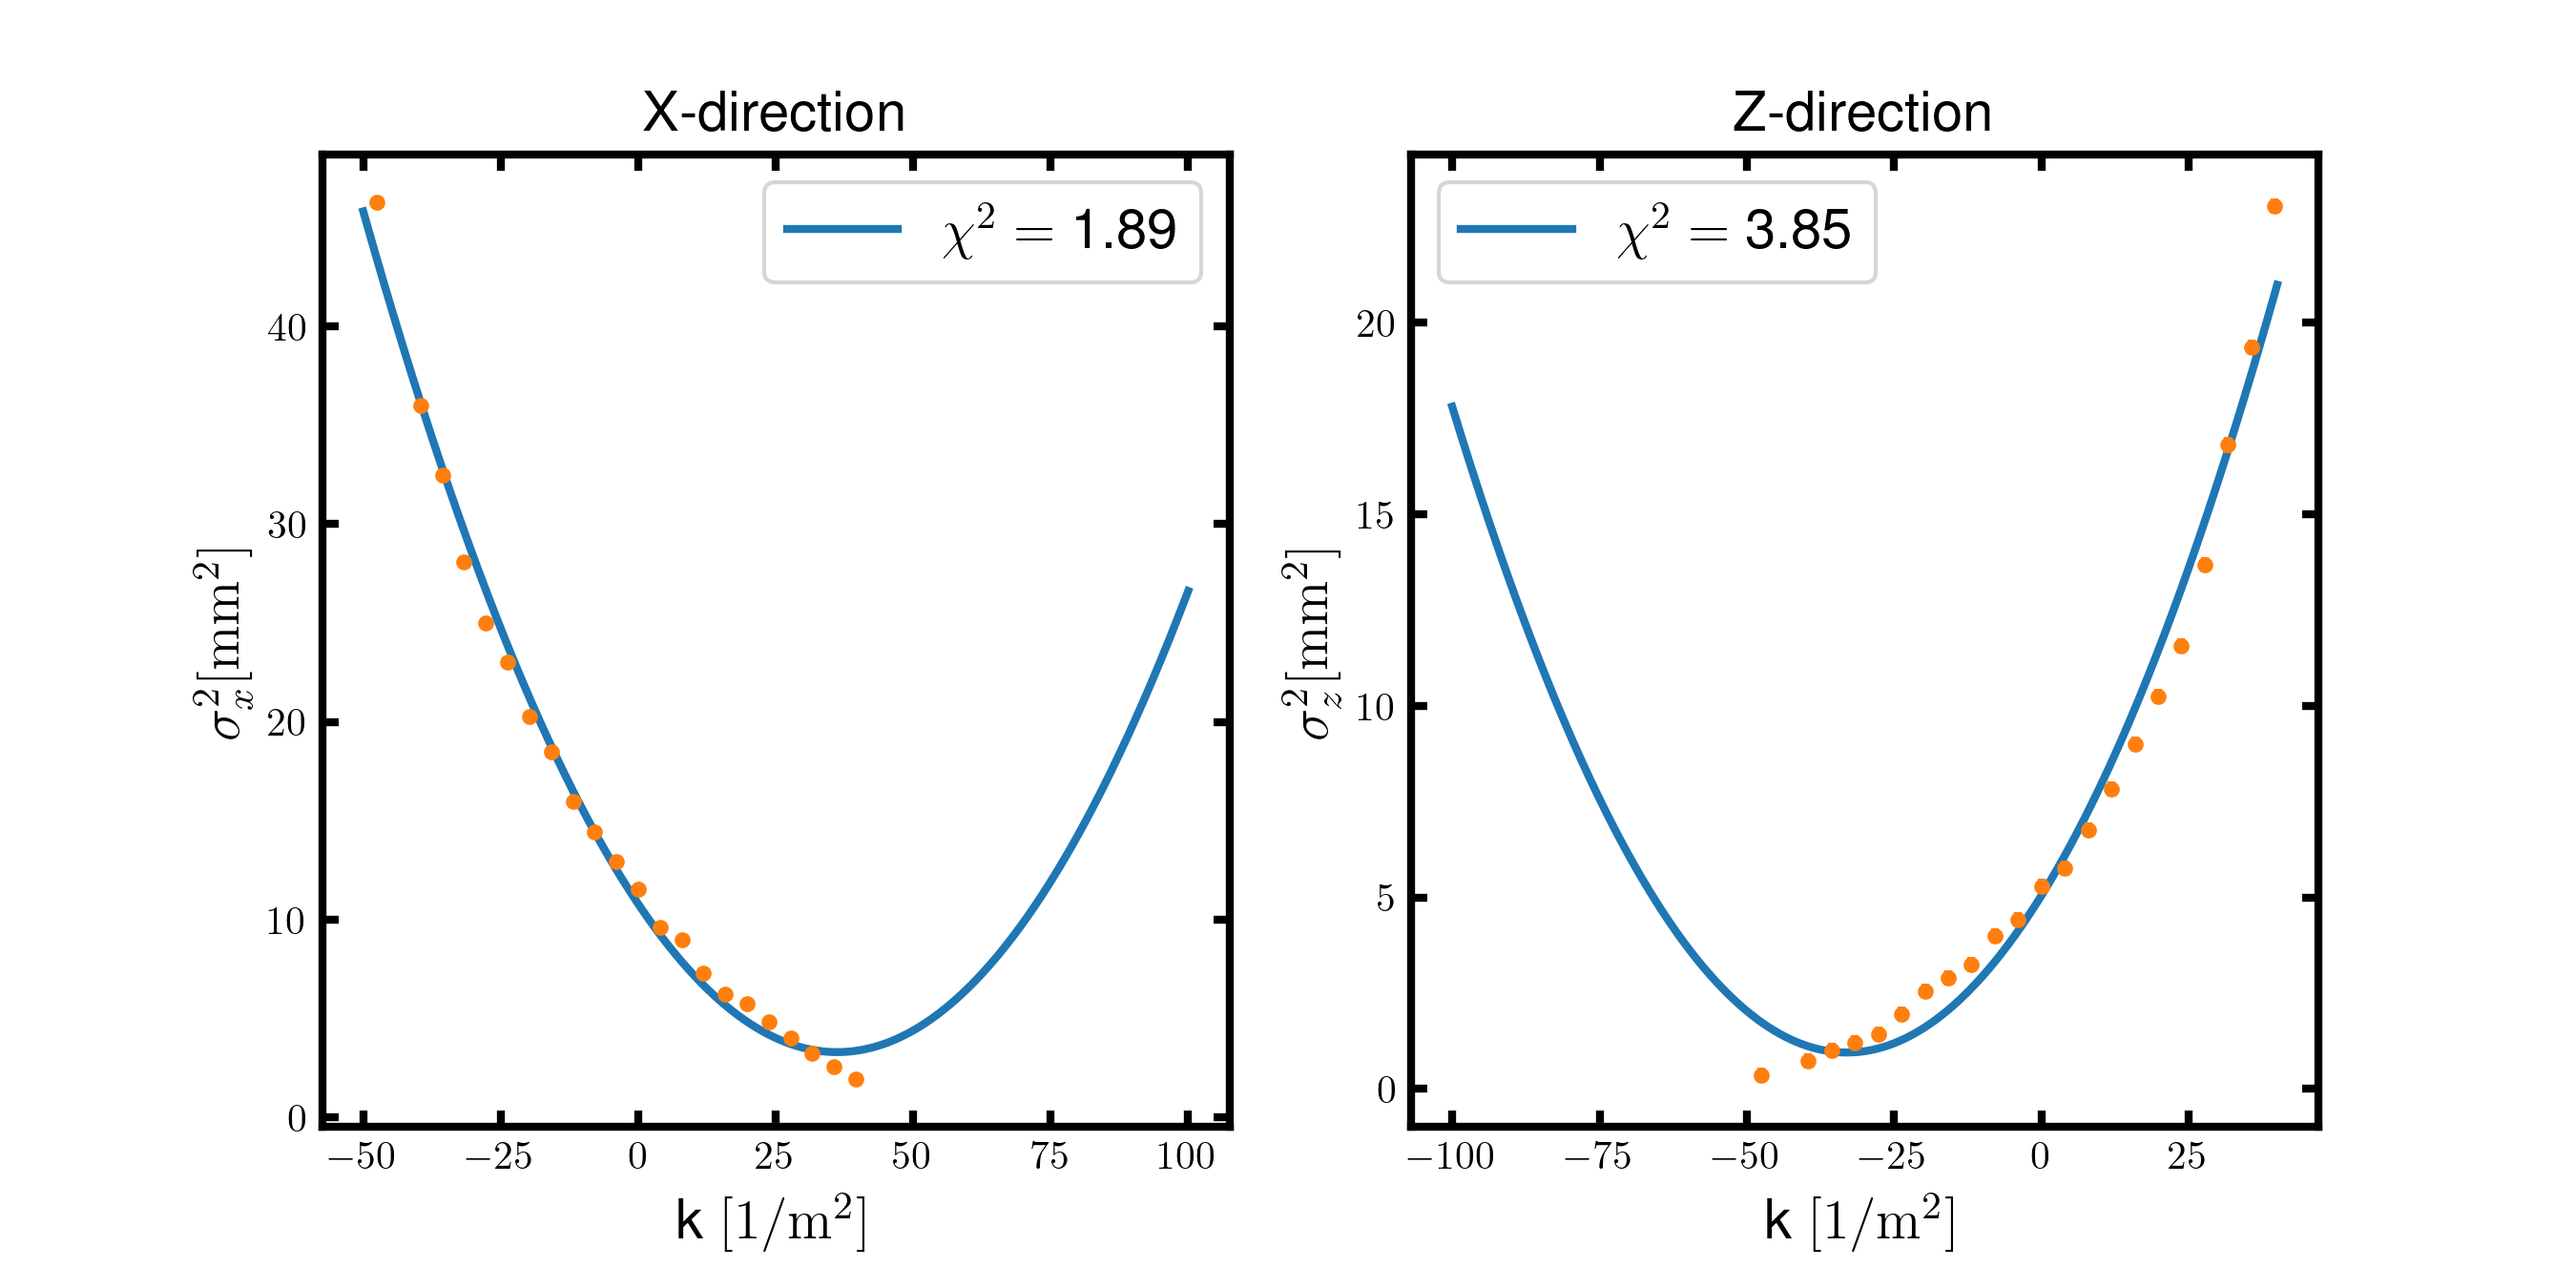 X-direction
χ² = 1.89
40
30
20
10
0
σ²ₓ[mm²]
−50 −25 0 25 50 75 100
k [1/m²]
Z-direction
χ² = 3.85
20
15
10
5
0
σ²_z[mm²]
−100 −75 −50 −25 0 25
k [1/m²]